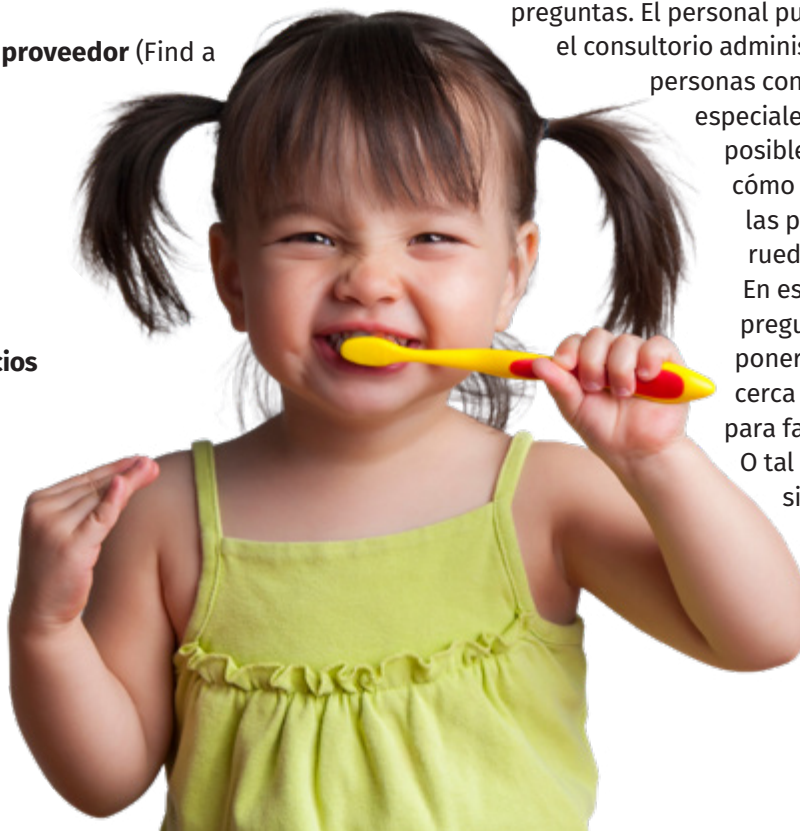 proveedor (Find a
cios
preguntas. El personal pu
el consultorio adminis
personas con
especiale
posible
cómo
las p
rued
En es
pregu
poner
cerca
para fa
O tal
si